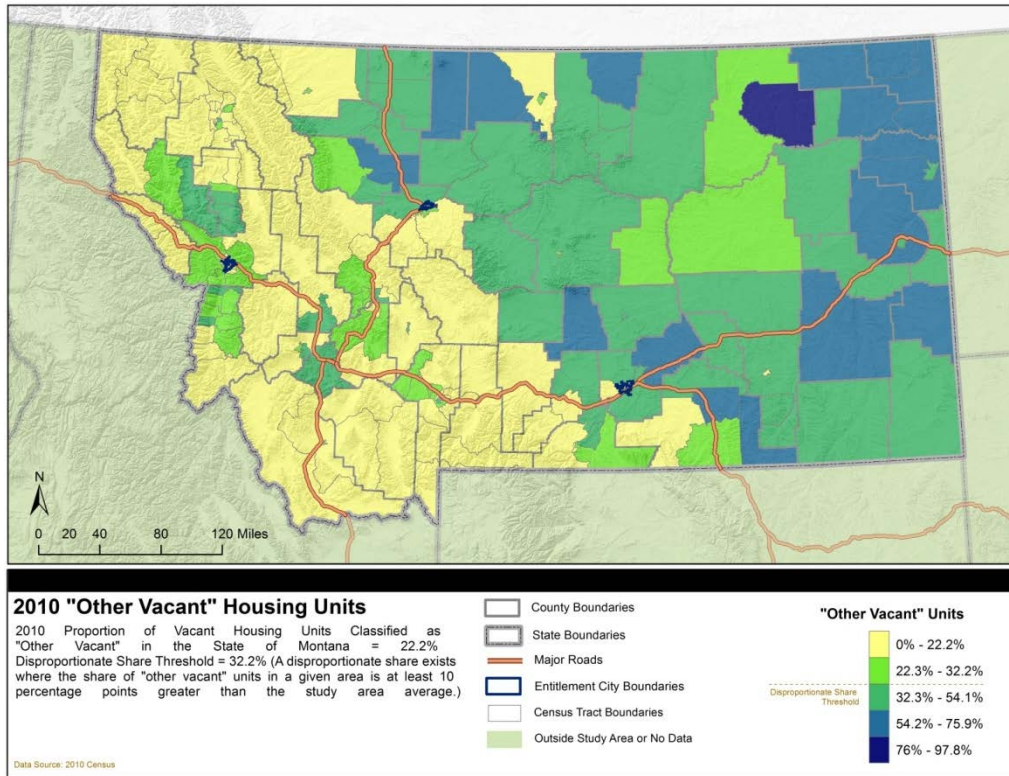 N
0 20 40 80 120 Miles
2010 "Other Vacant" Housing Units
2010 Proportion of Vacant Housing Units Classified as
"Other Vacant" in the State of Montana = 22.2%
Disproportionate Share Threshold = 32.2% (A disproportionate share exists
where the share of "other vacant" units in a given area is at least 10
percentage points greater than the study area average.)
Data Source: 2010 Census
County Boundaries
State Boundaries
Major Roads
Entitlement City Boundaries
Census Tract Boundaries
Outside Study Area or No Data
"Other Vacant" Units
0% - 22.2%
22.3% - 32.2%
Disproportionate Share
Threshold
32.3% - 54.1%
54.2% - 75.9%
76% - 97.8%